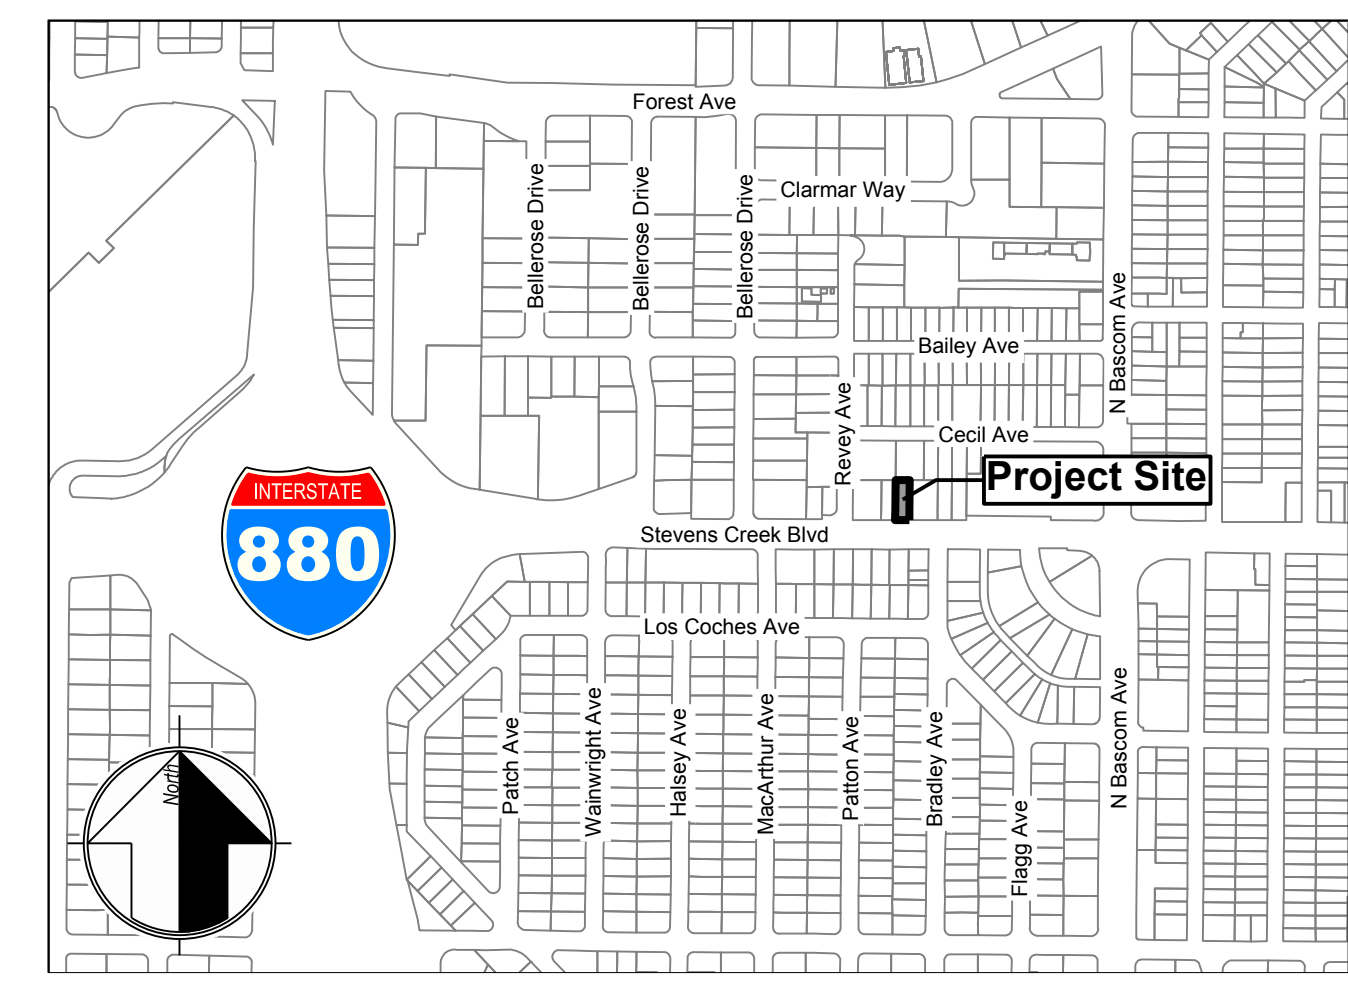 Forest Ave
Clarmar Way
Bellerose Drive
Bellerose Drive
Bellerose Drive
N Bascom Ave
Bailey Ave
Revey Ave
Cecil Ave
Project Site
INTERSTATE
880
Stevens Creek Blvd
Los Coches Ave
Patch Ave
Wainwright Ave
Halsey Ave
MacArthur Ave
Patton Ave
Bradley Ave
Flagg Ave
N Bascom Ave
North